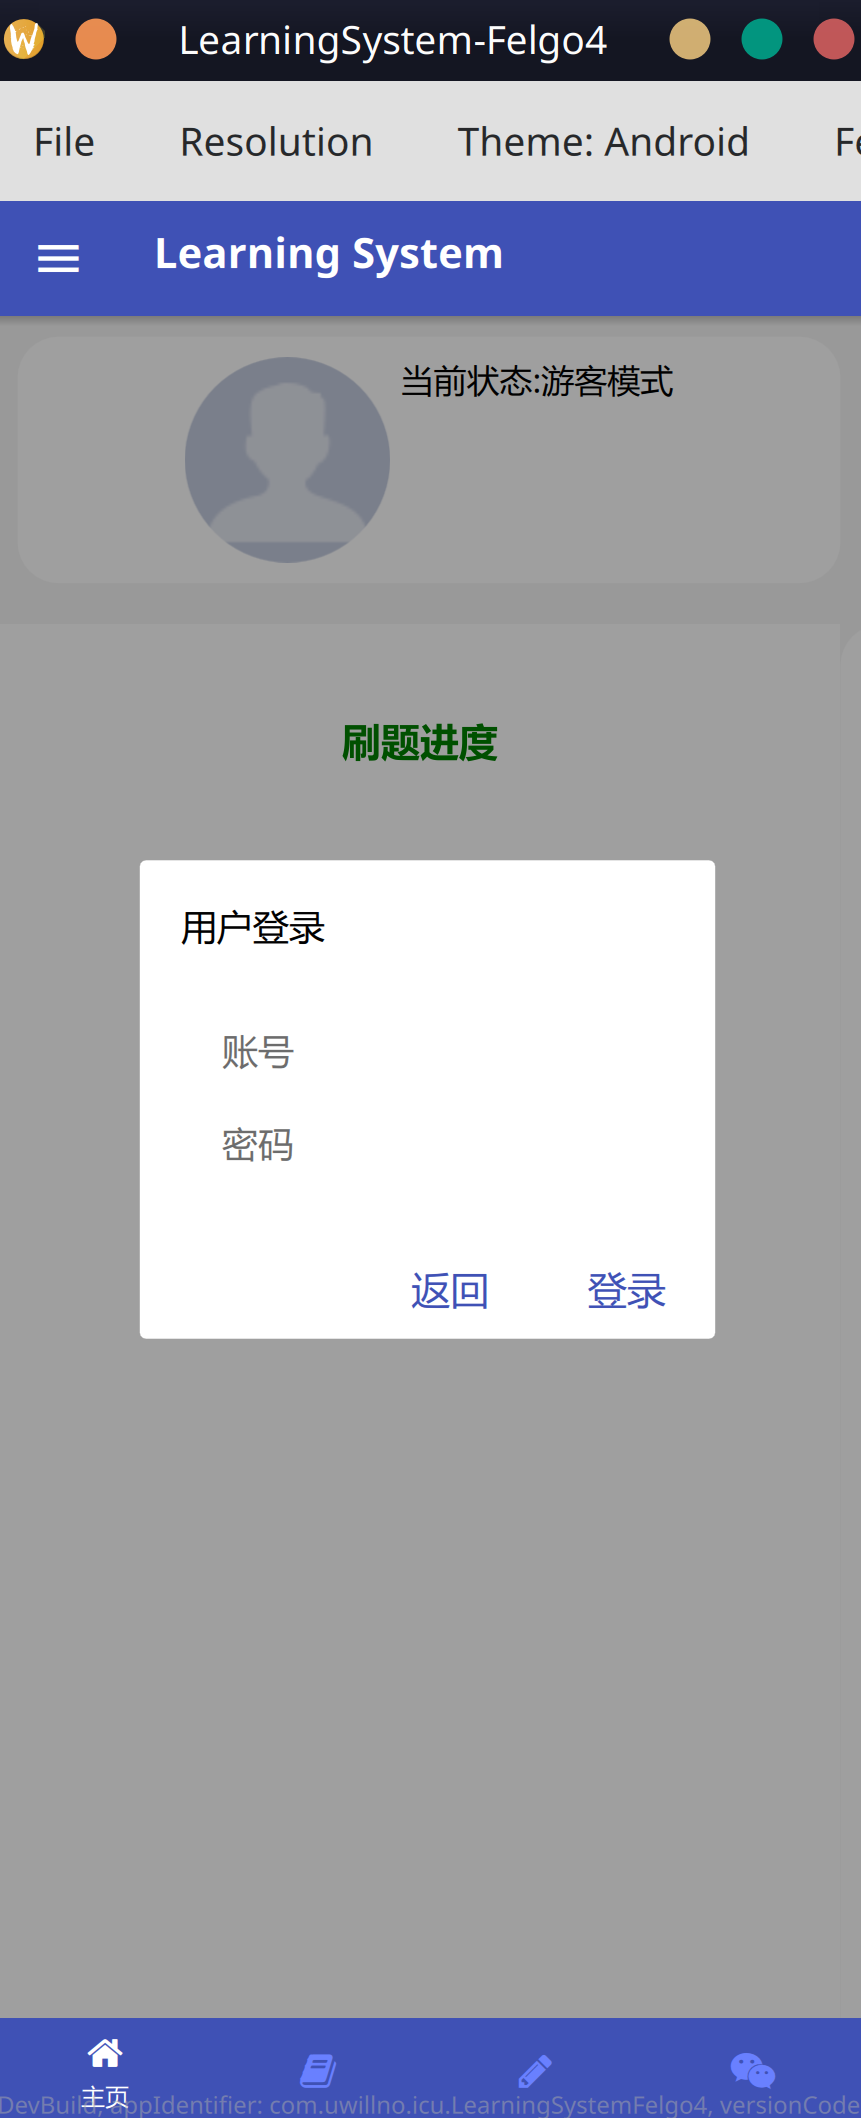 LearningSystem-Felgo4
File Resolution Theme: Android Fe
Learning System
当前状态:游客模式
刷题进度
用户登录
账号
密码
返回 登录
主页
DevBuild, appIdentifier: com.uwillno.icu.LearningSystemFelgo4, versionCode